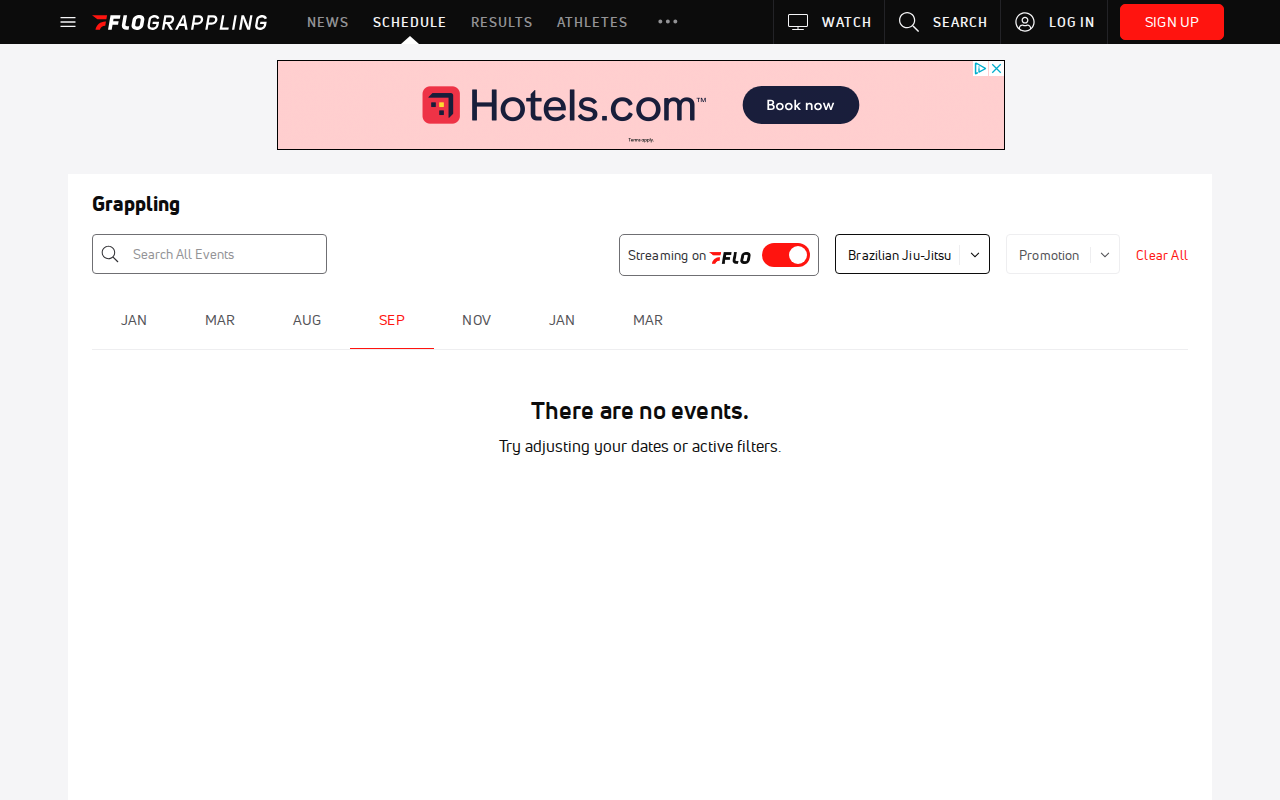 FLOGRAPPLING NEWS SCHEDULE RESULTS ATHLETES WATCH SEARCH LOG IN SIGN UP
Hotels.com™ Book now
Terms apply.
Grappling
Search All Events Streaming on FLO Brazilian Jiu-Jitsu Promotion Clear All
JAN MAR AUG SEP NOV JAN MAR
There are no events.
Try adjusting your dates or active filters.